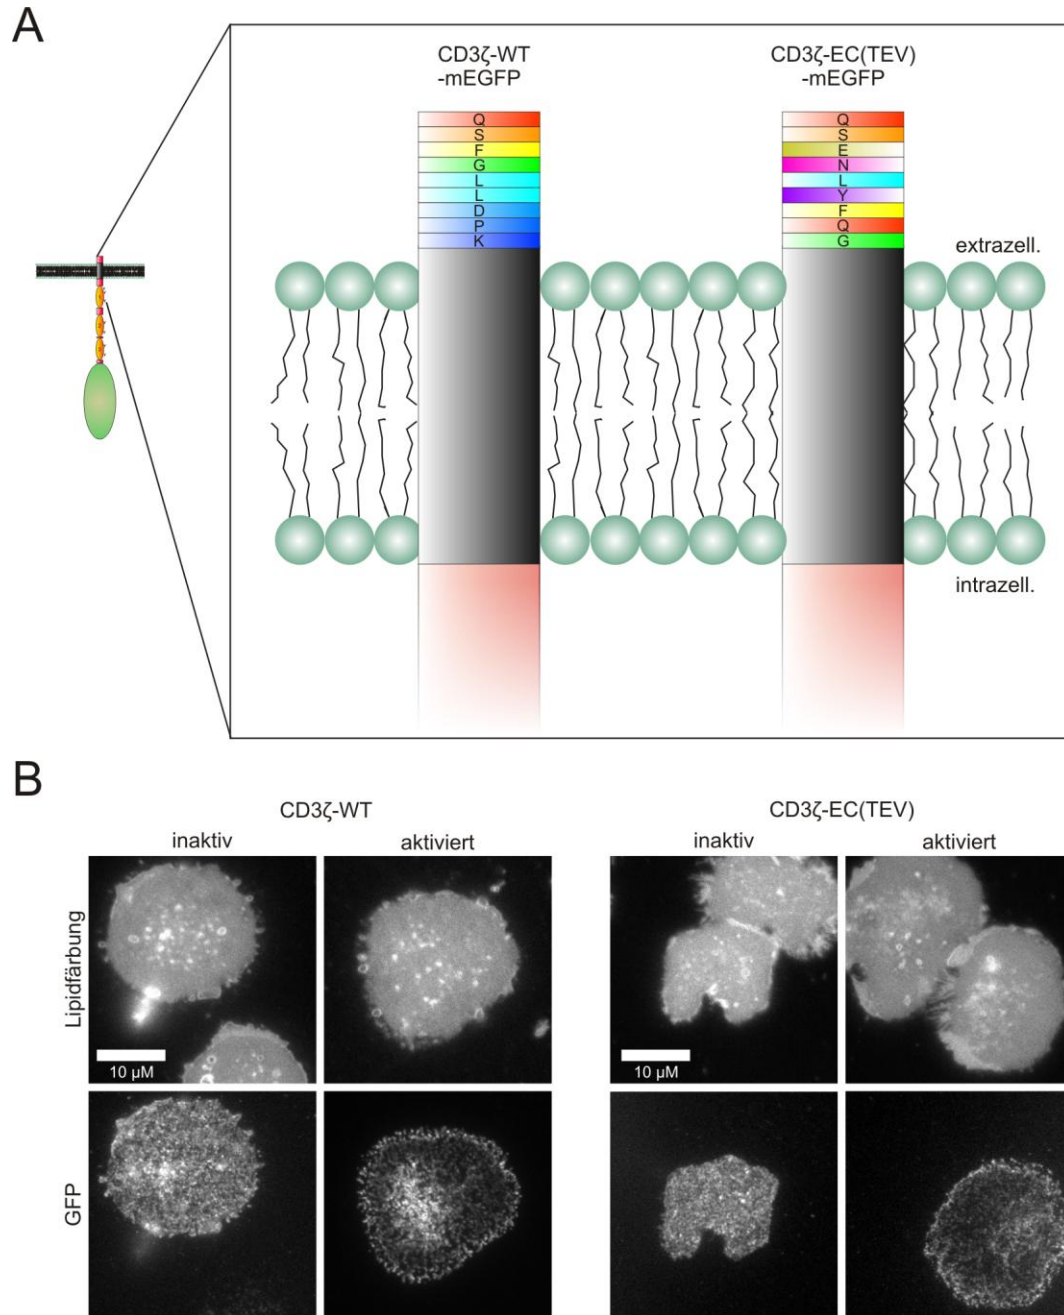 A
CD3ζ-WT
-mEGFP
CD3ζ-EC(TEV)
-mEGFP
Q
S
F
G
L
L
D
P
K
Q
S
E
N
L
Y
F
Q
G
extrazell.
intrazell.
B
CD3ζ-WT
CD3ζ-EC(TEV)
inaktiv
aktiviert
inaktiv
aktiviert
Lipidfärbung
10 µM
10 µM
GFP